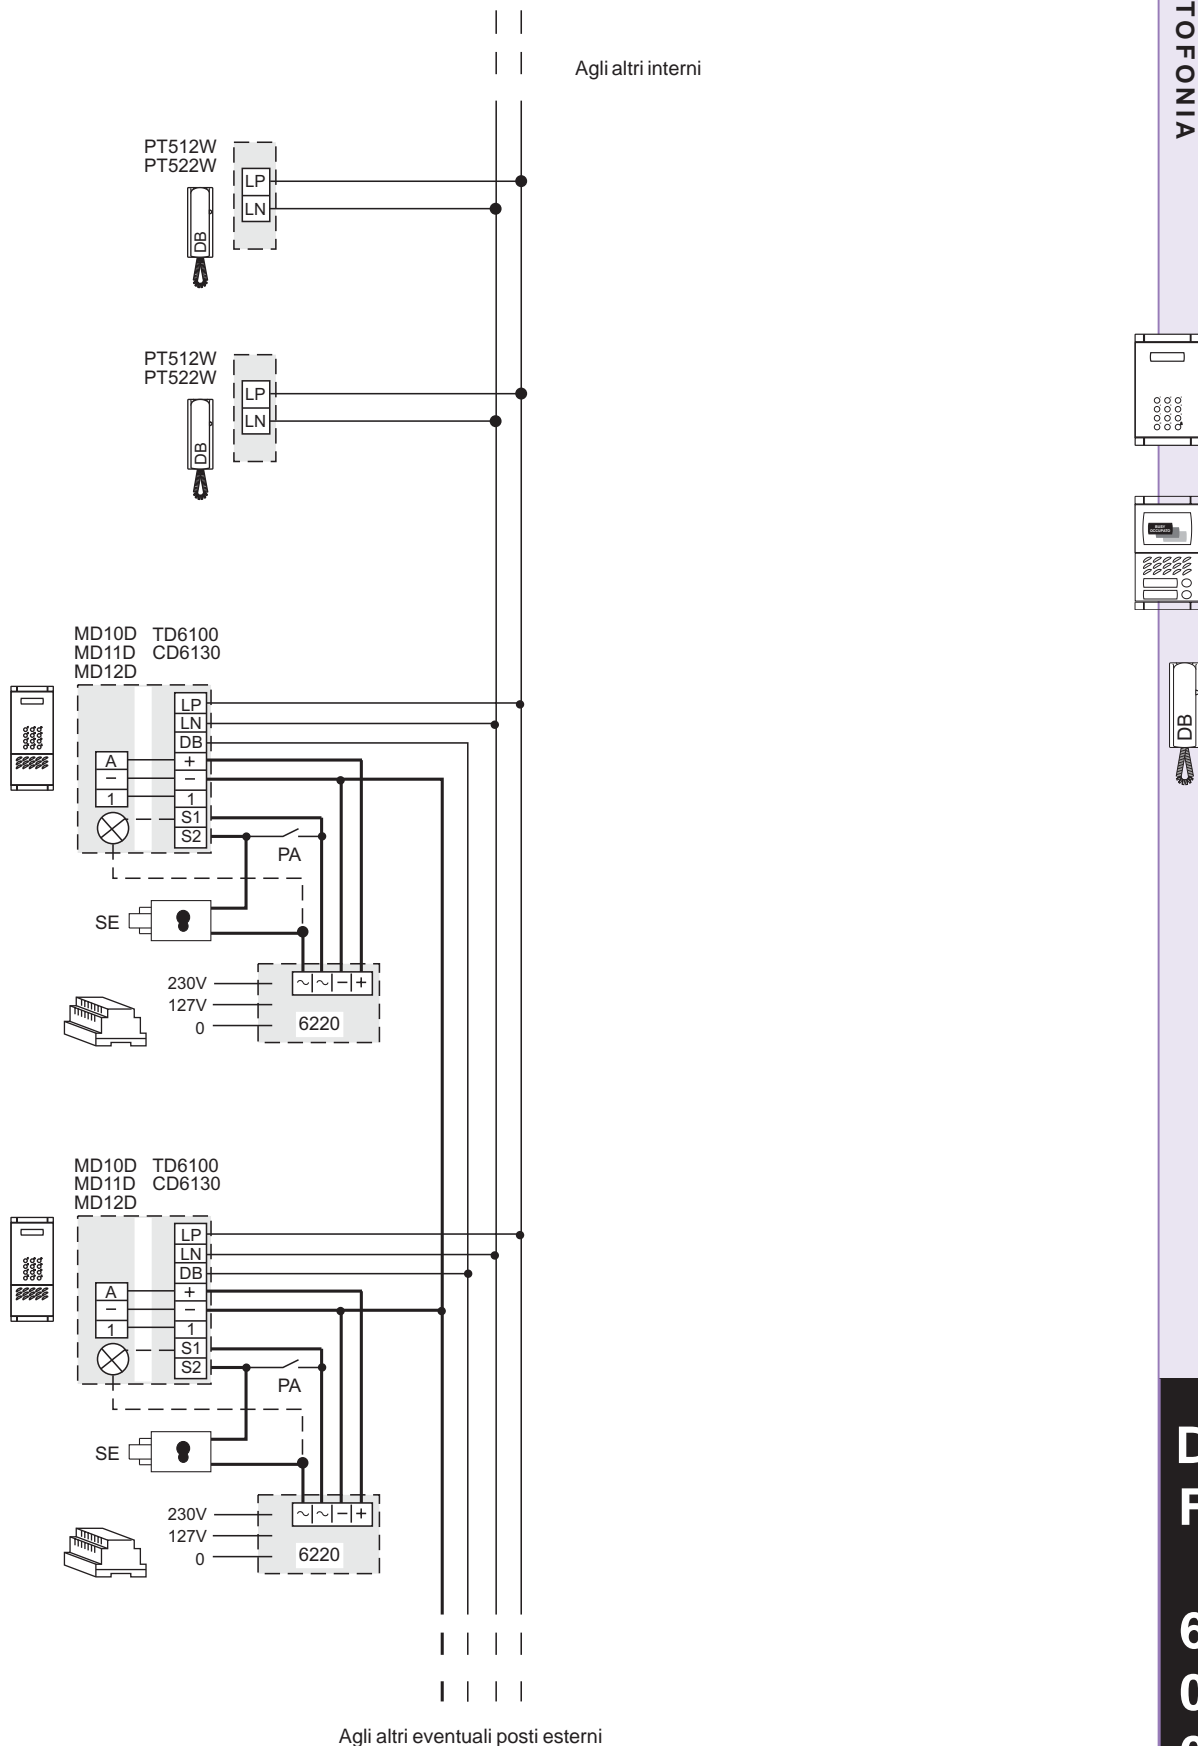 Agli altri interni
PT512W
PT522W
LP
LN
DB
PT512W
PT522W
LP
LN
DB
MD10D TD6100
MD11D CD6130
MD12D
LP
LN
DB
A +
– –
1 1
S1
S2
PA
SE
230V ~ ~ – +
127V
0 6220
MD10D TD6100
MD11D CD6130
MD12D
LP
LN
DB
A +
– –
1 1
S1
S2
PA
SE
230V ~ ~ – +
127V
0 6220
Agli altri eventuali posti esterni
TOFONIA
BUSY
OCCUPATO
DB
D
F
6
0